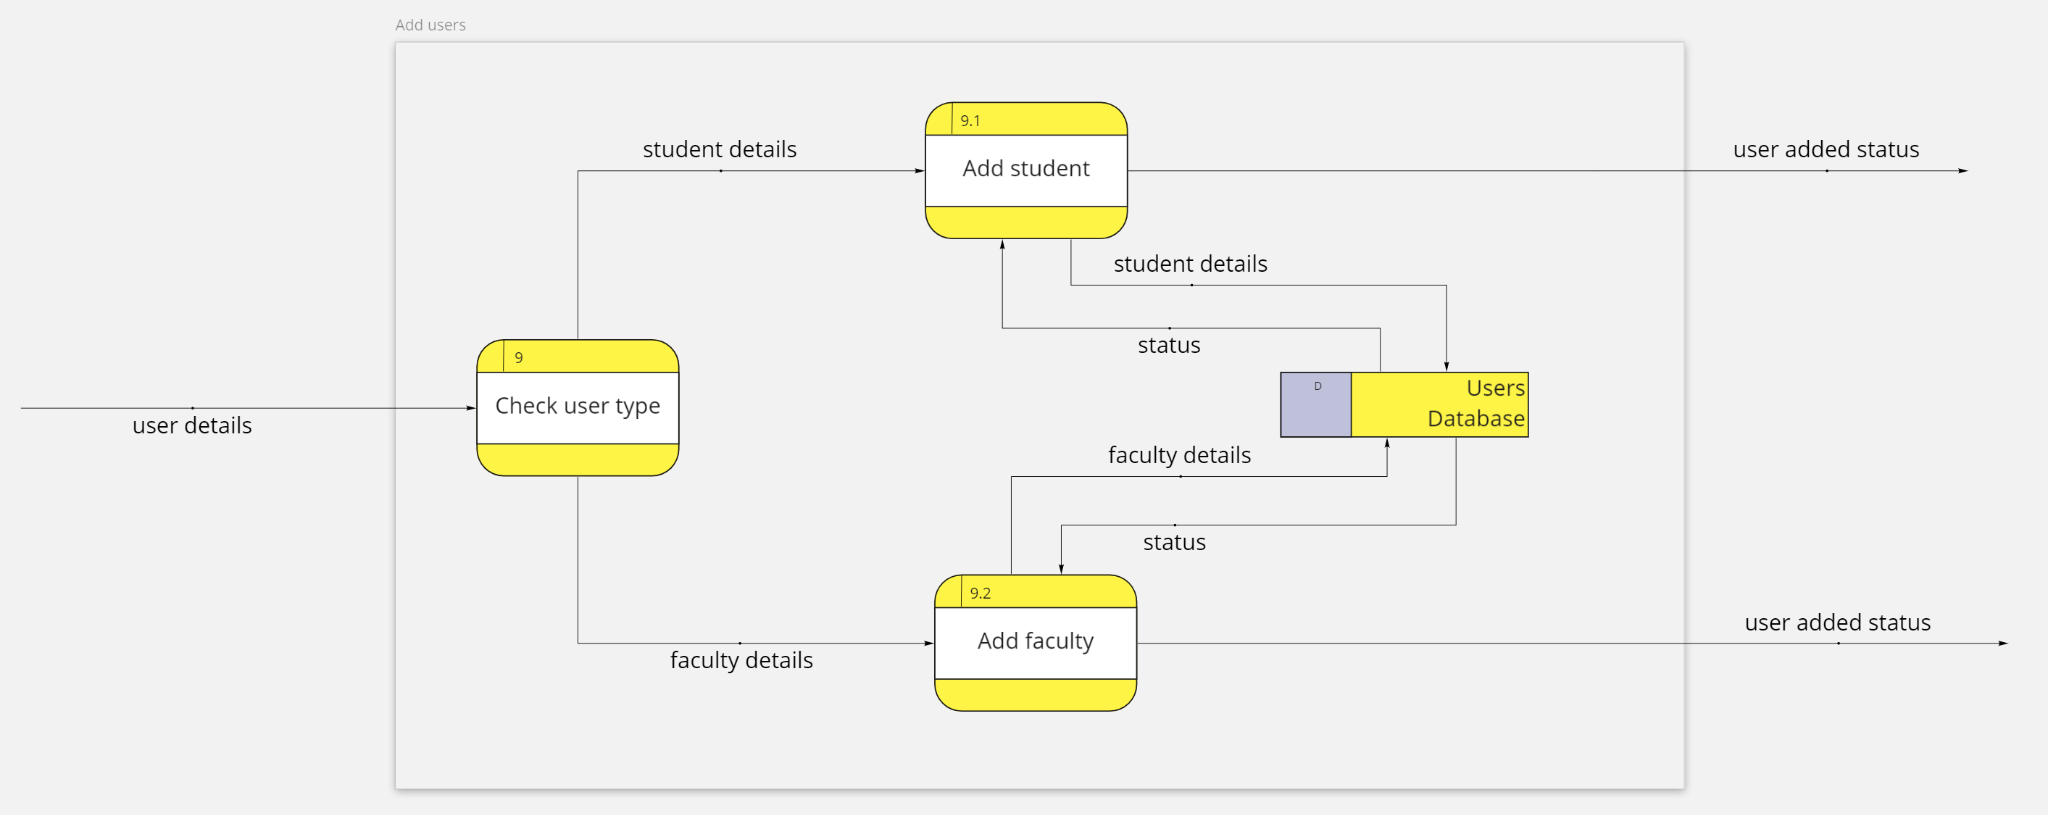 Add users
9.1
Add student
student details
user added status
student details
status
9
Check user type
user details
D
Users
Database
faculty details
status
9.2
Add faculty
faculty details
user added status